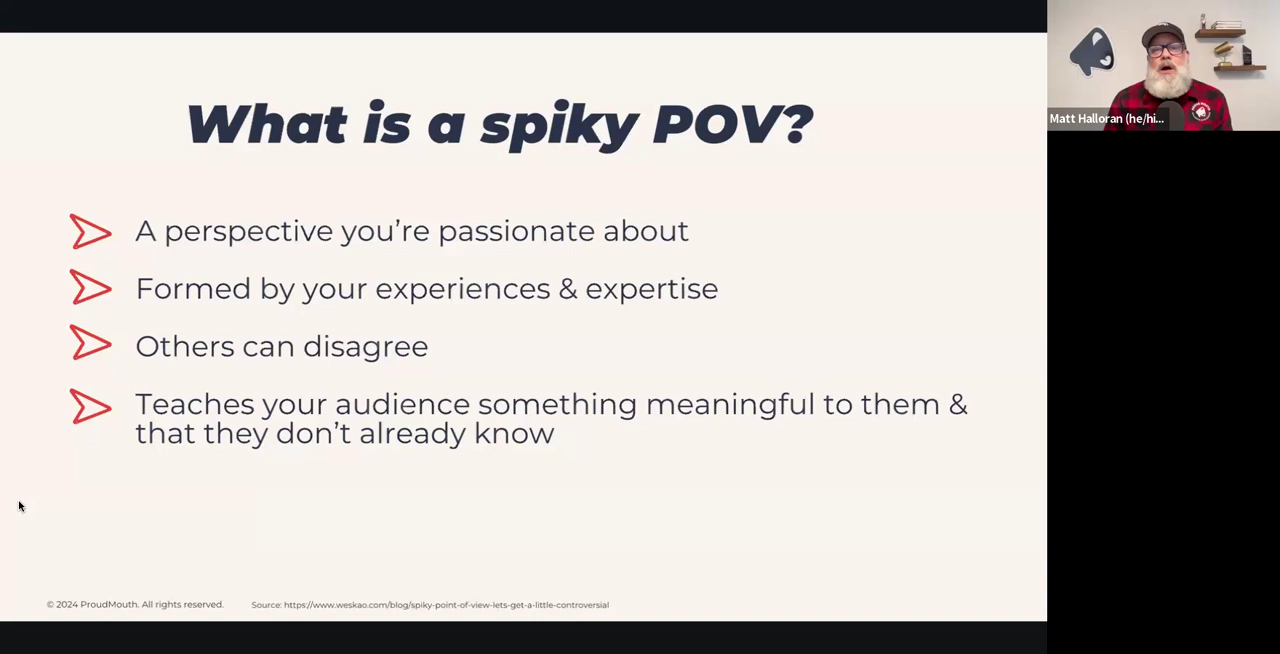 What is a spiky POV?
A perspective you’re passionate about
Formed by your experiences & expertise
Others can disagree
Teaches your audience something meaningful to them &
that they don’t already know
© 2024 ProudMouth. All rights reserved.
Source: https://www.weskao.com/blog/spiky-point-of-view-lets-get-a-little-controversial
Matt Halloran (he/hi...